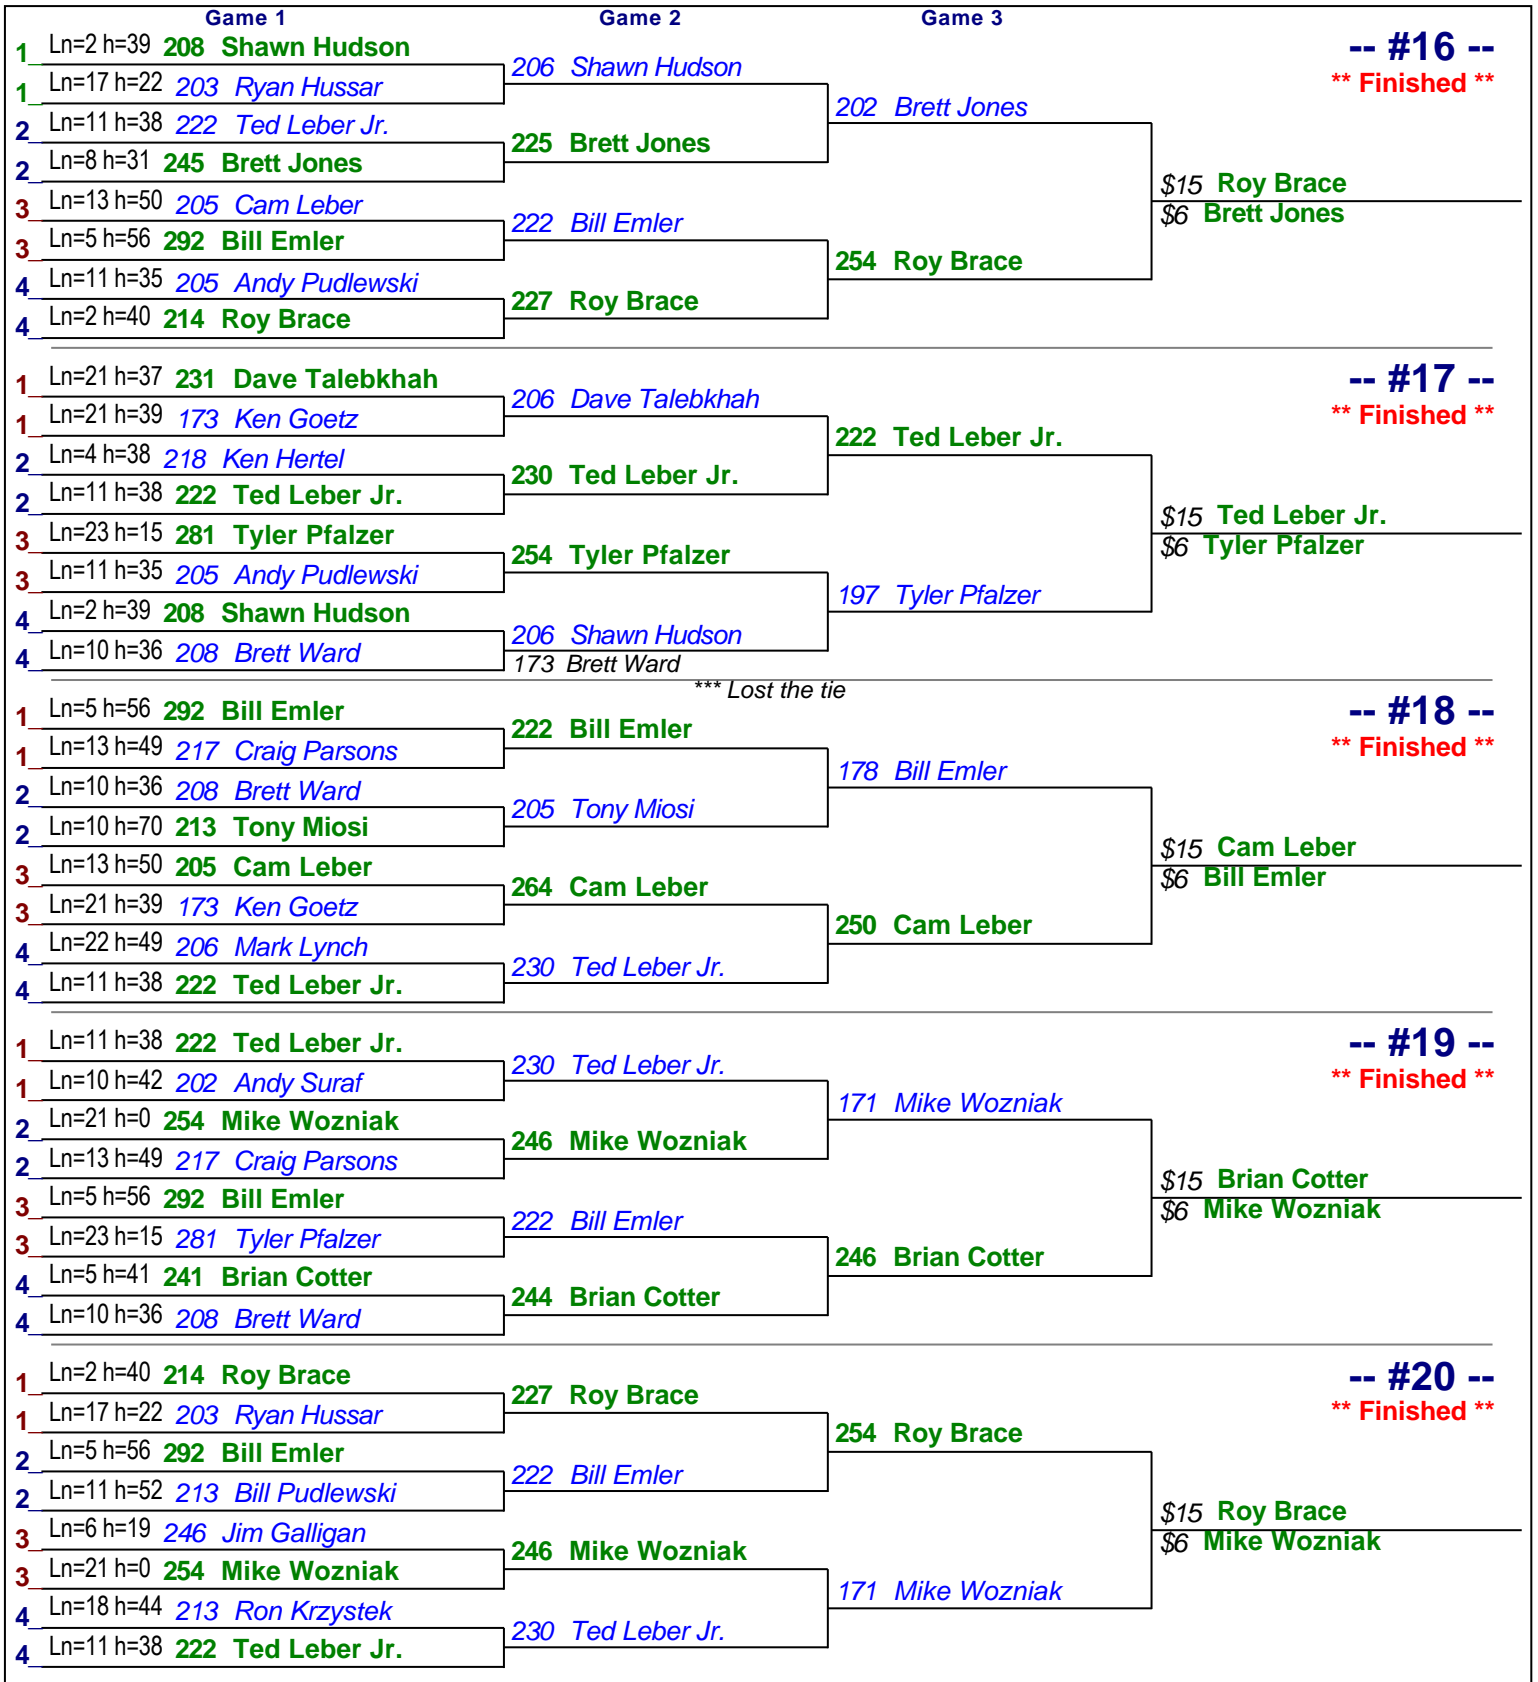 Game 1 Game 2 Game 3
-- #16 --
** Finished **
1 Ln=2 h=39 208 Shawn Hudson
206 Shawn Hudson
1 Ln=17 h=22 203 Ryan Hussar
202 Brett Jones
2 Ln=11 h=38 222 Ted Leber Jr.
225 Brett Jones
2 Ln=8 h=31 245 Brett Jones
$15 Roy Brace
$6 Brett Jones
3 Ln=13 h=50 205 Cam Leber
222 Bill Emler
3 Ln=5 h=56 292 Bill Emler
254 Roy Brace
4 Ln=11 h=35 205 Andy Pudlewski
227 Roy Brace
4 Ln=2 h=40 214 Roy Brace
-- #17 --
** Finished **
1 Ln=21 h=37 231 Dave Talebkhah
206 Dave Talebkhah
1 Ln=21 h=39 173 Ken Goetz
222 Ted Leber Jr.
2 Ln=4 h=38 218 Ken Hertel
230 Ted Leber Jr.
2 Ln=11 h=38 222 Ted Leber Jr.
$15 Ted Leber Jr.
$6 Tyler Pfalzer
3 Ln=23 h=15 281 Tyler Pfalzer
254 Tyler Pfalzer
3 Ln=11 h=35 205 Andy Pudlewski
197 Tyler Pfalzer
4 Ln=2 h=39 208 Shawn Hudson
206 Shawn Hudson
4 Ln=10 h=36 208 Brett Ward
173 Brett Ward
*** Lost the tie
-- #18 --
** Finished **
1 Ln=5 h=56 292 Bill Emler
222 Bill Emler
1 Ln=13 h=49 217 Craig Parsons
178 Bill Emler
2 Ln=10 h=36 208 Brett Ward
205 Tony Miosi
2 Ln=10 h=70 213 Tony Miosi
$15 Cam Leber
$6 Bill Emler
3 Ln=13 h=50 205 Cam Leber
264 Cam Leber
3 Ln=21 h=39 173 Ken Goetz
250 Cam Leber
4 Ln=22 h=49 206 Mark Lynch
230 Ted Leber Jr.
4 Ln=11 h=38 222 Ted Leber Jr.
-- #19 --
** Finished **
1 Ln=11 h=38 222 Ted Leber Jr.
230 Ted Leber Jr.
1 Ln=10 h=42 202 Andy Suraf
171 Mike Wozniak
2 Ln=21 h=0 254 Mike Wozniak
246 Mike Wozniak
2 Ln=13 h=49 217 Craig Parsons
$15 Brian Cotter
$6 Mike Wozniak
3 Ln=5 h=56 292 Bill Emler
222 Bill Emler
3 Ln=23 h=15 281 Tyler Pfalzer
246 Brian Cotter
4 Ln=5 h=41 241 Brian Cotter
244 Brian Cotter
4 Ln=10 h=36 208 Brett Ward
-- #20 --
** Finished **
1 Ln=2 h=40 214 Roy Brace
227 Roy Brace
1 Ln=17 h=22 203 Ryan Hussar
254 Roy Brace
2 Ln=5 h=56 292 Bill Emler
222 Bill Emler
2 Ln=11 h=52 213 Bill Pudlewski
$15 Roy Brace
$6 Mike Wozniak
3 Ln=6 h=19 246 Jim Galligan
246 Mike Wozniak
3 Ln=21 h=0 254 Mike Wozniak
171 Mike Wozniak
4 Ln=18 h=44 213 Ron Krzystek
230 Ted Leber Jr.
4 Ln=11 h=38 222 Ted Leber Jr.